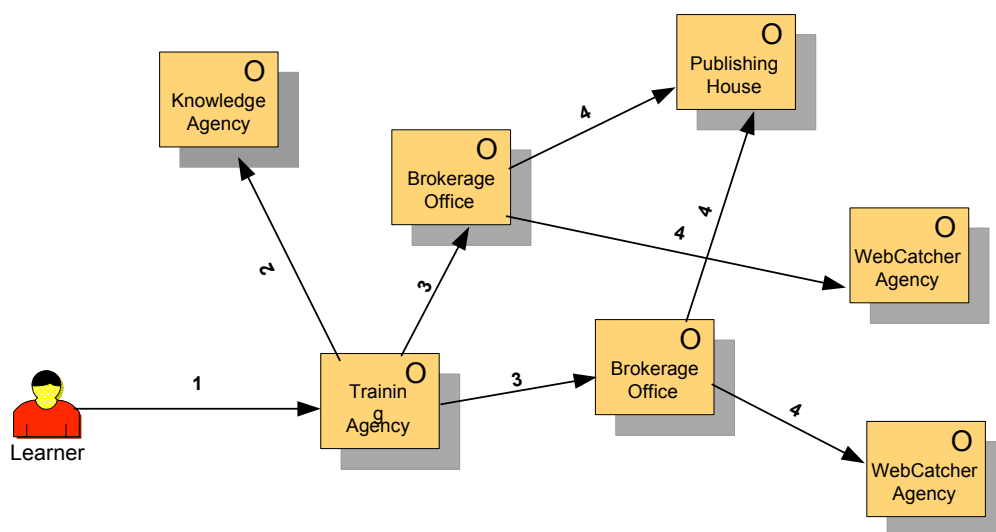 O
Publishing
House
O
Knowledge
Agency
4
O
Brokerage
Office
4
4
O
WebCatcher
Agency
2
3
O
Brokerage
Office
1
O
Trainin
g
Agency
3
4
Learner
O
WebCatcher
Agency